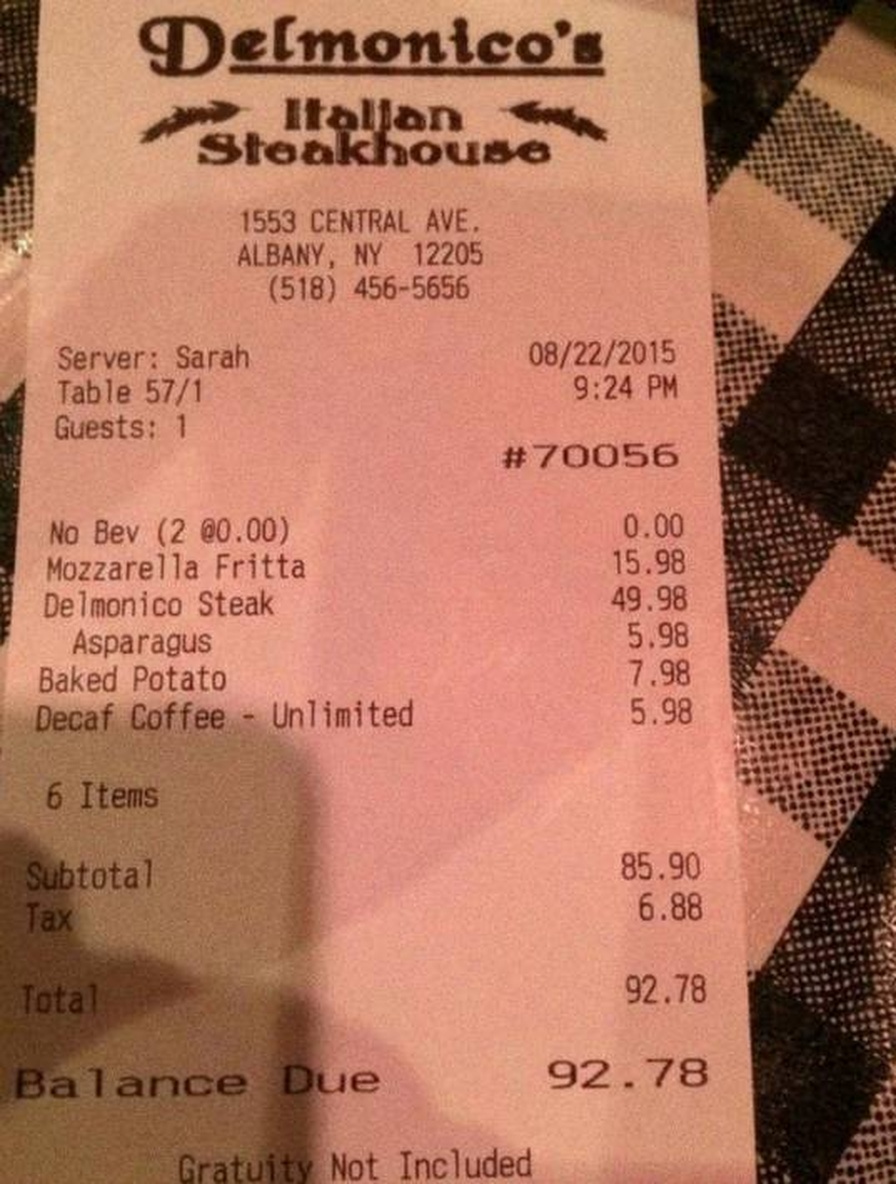 Delmonico's
Italian
Steakhouse
1553 CENTRAL AVE.
ALBANY, NY 12205
(518) 456-5656
Server: Sarah 08/22/2015
Table 57/1 9:24 PM
Guests: 1
#70056
No Bev (2 @0.00) 0.00
Mozzarella Fritta 15.98
Delmonico Steak 49.98
Asparagus 5.98
Baked Potato 7.98
Decaf Coffee - Unlimited 5.98
6 Items
Subtotal 85.90
Tax 6.88
Total 92.78
Balance Due 92.78
Gratuity Not Included